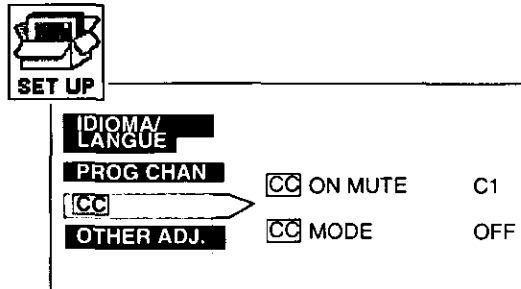 SET UP
IDIOMA/
LANGUE
PROG CHAN
CC
OTHER ADJ.
CC ON MUTE C1
CC MODE OFF